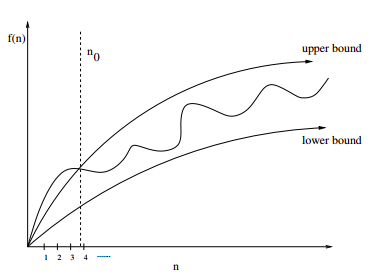 f(n)
n0
upper bound
lower bound
1 2 3 4 ......
n